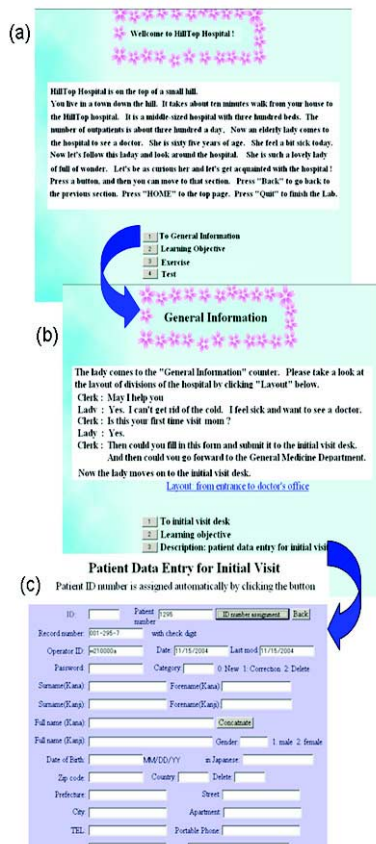 (a)
Wellcome to HillTop Hospital !
HillTop Hospital is on the top of a small hill.
You live in a town down the hill. It takes about ten minutes walk from your house to
the HillTop hospital. It is a middle-sized hospital with three hundred beds. The
number of outpatients is about three hundred a day. Now an elderly lady comes to
the hospital to see a doctor. She is sixty five years of age. She feel a bit sick today.
Now let's follow this laday and look around the hospital. She is such a lovely lady
of full of wonder. Let's be as curious her and let's get acquainted with the hospital !
Press a button, and then you can move to that section. Press "Back" to go back to
the previous section. Press "HOME" to the top page. Press "Quit" to finish the Lab.
1 To General Information
2 Learning Objective
3 Exercise
4 Test
(b)
General Information
The lady comes to the "General Information" counter. Please take a look at
the layout of divisions of the hospital by clicking "Layout" below.
Clerk : May I help you
Lady : Yes. I can't get rid of the cold. I feel sick and want to see a doctor.
Clerk : Is this your first time visit mom ?
Lady : Yes.
Clerk : Then could you fill in this form and submit it to the initial visit desk.
And then could you go forward to the General Medicine Department.
Now the lady moves on to the initial visit desk.
Layout from entrance to doctor's office
1 To initial visit desk
2 Learning objective
3 Description: patient data entry for initial visit
Patient Data Entry for Initial Visit
(c)
Patient ID number is assigned automatically by clicking the button
ID: Patient number 1295 ID number assignment Back
Record number: 001-295-7 with check digit
Operator ID: Date: 11/15/2004 Last mod: 11/15/2004
Password: Category: 0: New 1: Correction 2: Delete
Surname(Kana): Forename(Kana):
Surname(Kanji): Forename(Kanji):
Full name (Kana): Concatnate
Full name (Kanji): Gender: 1: male 2: female
Date of Birth: MM/DD/YY in Japanese:
Zip code: Country: Delete:
Prefecture: Street:
City: Apartment:
TEL: Portable Phone: